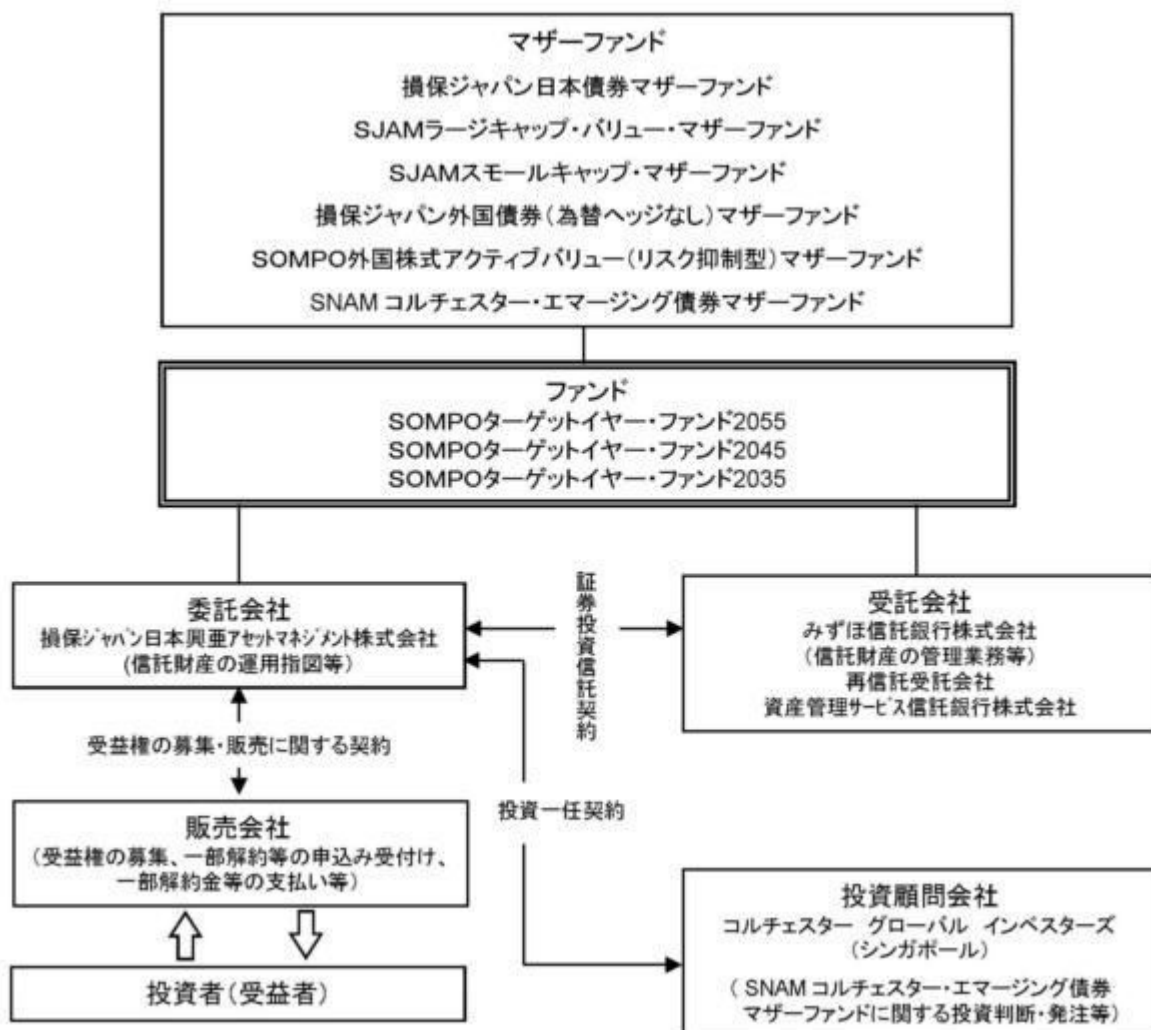 マザーファンド
損保ジャパン日本債券マザーファンド
SJAMラージキャップ・バリュー・マザーファンド
SJAMスモールキャップ・マザーファンド
損保ジャパン外国債券（為替ヘッジなし）マザーファンド
SOMPO外国株式アクティブバリュー（リスク抑制型）マザーファンド
SNAM コルチェスター・エマージング債券マザーファンド
ファンド
SOMPOターゲットイヤー・ファンド2055
SOMPOターゲットイヤー・ファンド2045
SOMPOターゲットイヤー・ファンド2035
委託会社
損保ｼﾞｬﾊﾟﾝ日本興亜ｱｾｯﾄﾏﾈｼﾞﾒﾝﾄ株式会社
(信託財産の運用指図等)
証券投資信託契約
受託会社
みずほ信託銀行株式会社
（信託財産の管理業務等）
再信託受託会社
資産管理ｻｰﾋﾞｽ信託銀行株式会社
受益権の募集・販売に関する契約
投資一任契約
販売会社
（受益権の募集、一部解約等の申込み受付け、
一部解約金等の支払い等）
投資者（受益者）
投資顧問会社
コルチェスター グローバル インベスターズ
（シンガポール）
（ SNAM コルチェスター・エマージング債券
マザーファンドに関する投資判断・発注等）